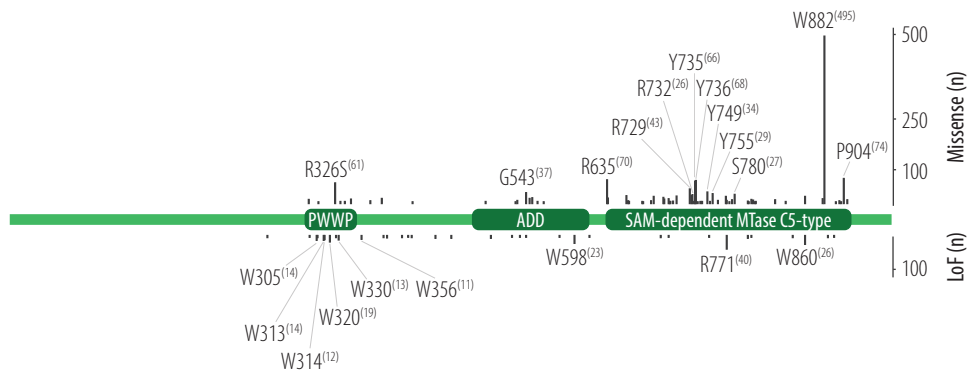 W882(495)
500
Y735(66)
R732(26)
Y736(68)
Y749(34)
R729(43)
Y755(29)
250
Missense (n)
R326S(61)
G543(37)
R635(70)
S780(27)
P904(74)
100
PWWP
ADD
SAM-dependent MTase C5-type
W305(14)
W330(13)
W356(11)
W598(23)
R771(40)
W860(26)
100
LoF (n)
W313(14)
W320(19)
W314(12)